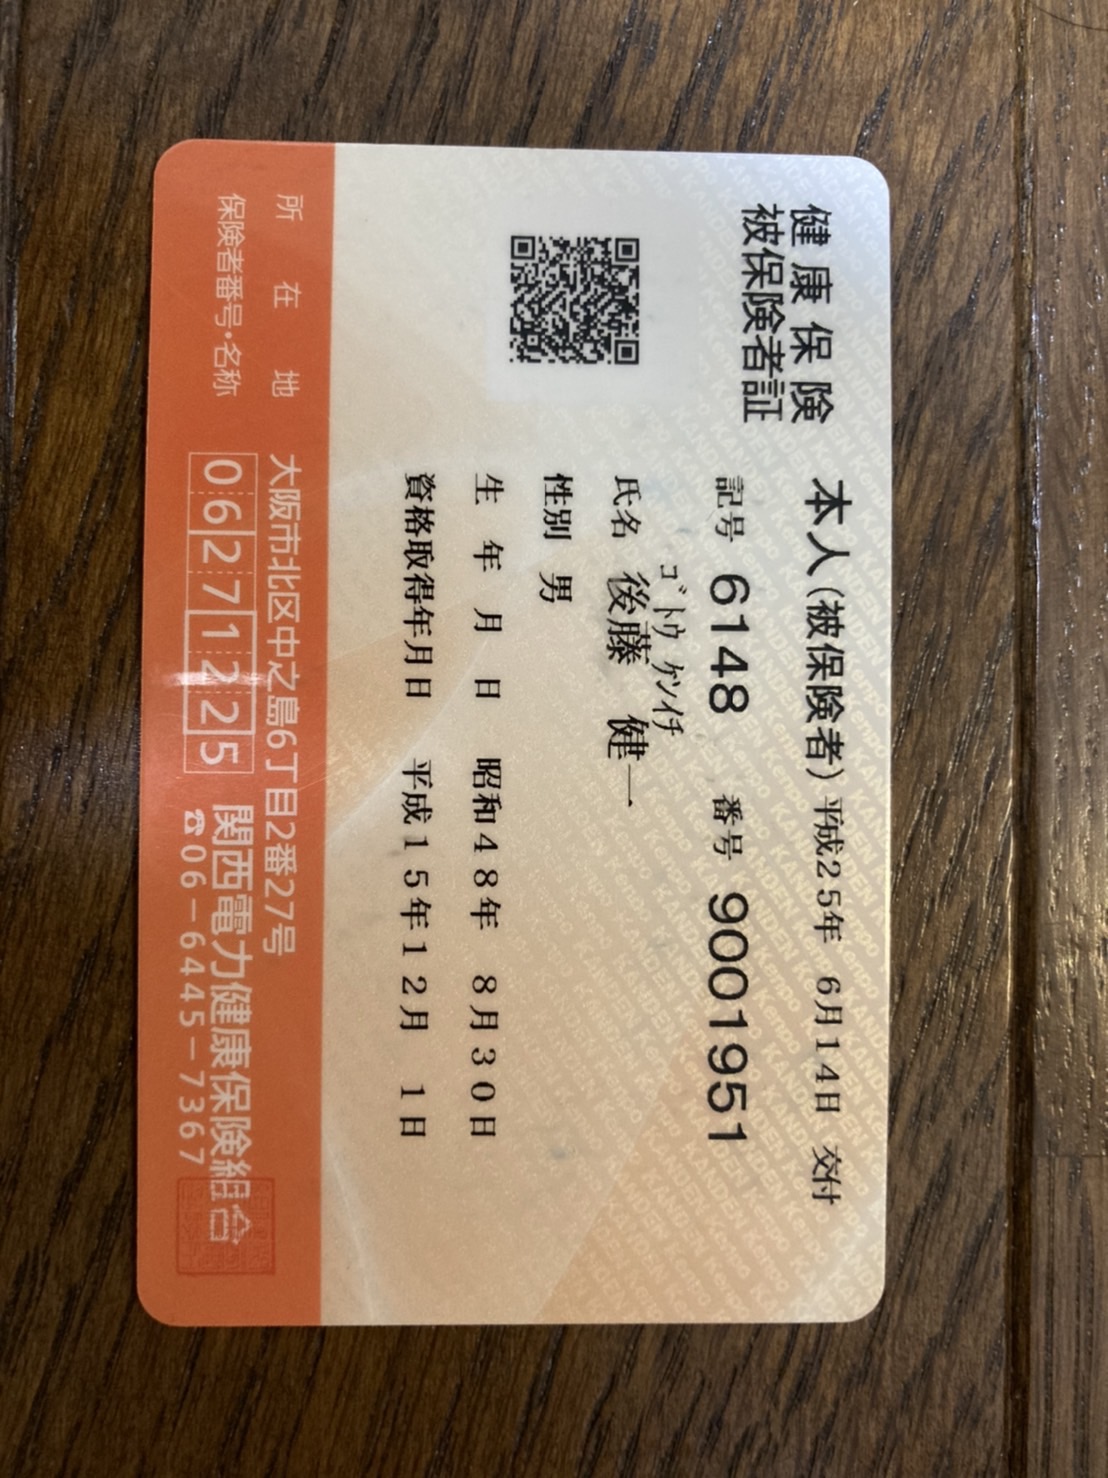 健康保険
被保険者証
本人(被保険者) 平成25年 6月14日 交付
記号 6148 番号 9001951
ゴトウ ケンイチ
氏名 後藤 健一
性別 男
生年月日 昭和48年 8月30日
資格取得年月日 平成15年12月 1日
所在地 大阪市北区中之島6丁目2番27号
保険者番号・名称 06271225 関西電力健康保険組合
☎06-6445-7367